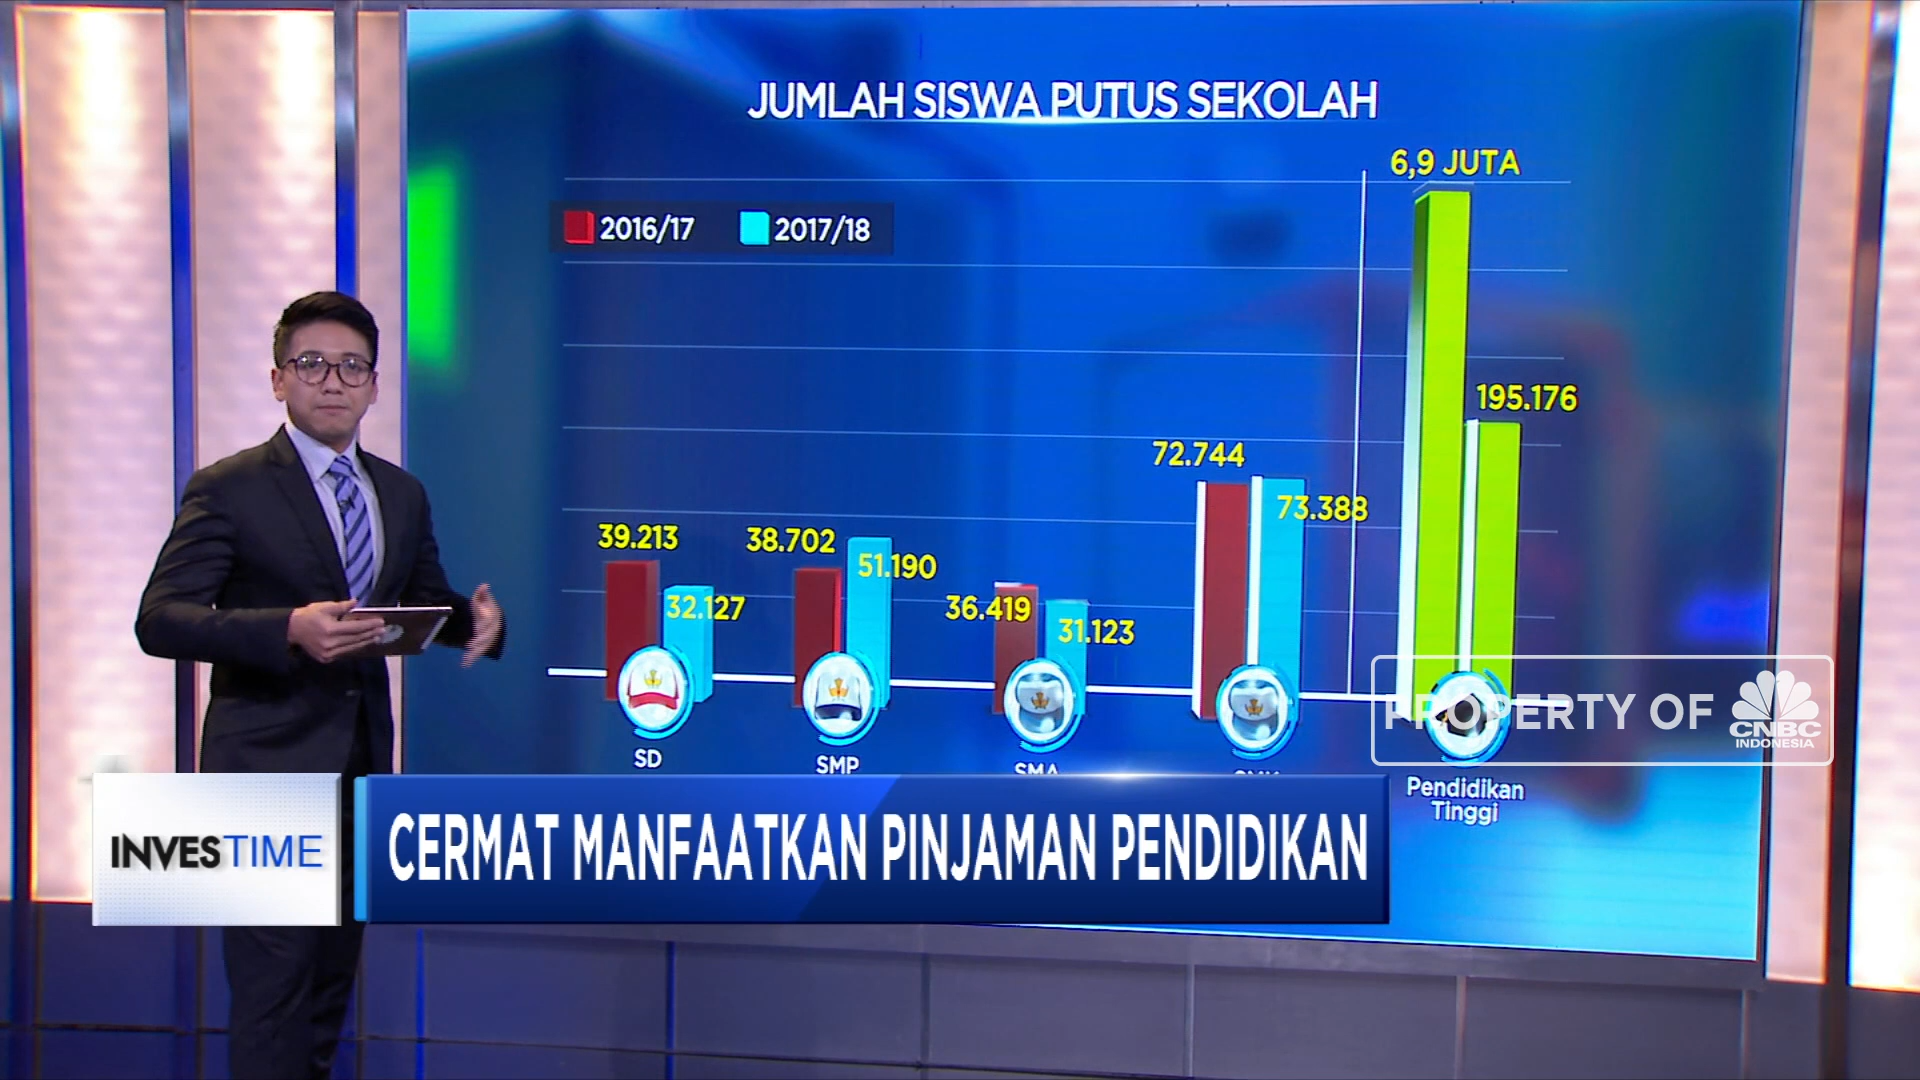 JUMLAH SISWA PUTUS SEKOLAH
6,9 JUTA
2016/17 2017/18
195.176
72.744
73.388
39.213
38.702
51.190
32.127
36.419
31.123
SD
SMP
SMA
Pendidikan
Tinggi
PROPERTY OF CNBC
INDONESIA
INVESTIME
CERMAT MANFAATKAN PINJAMAN PENDIDIKAN